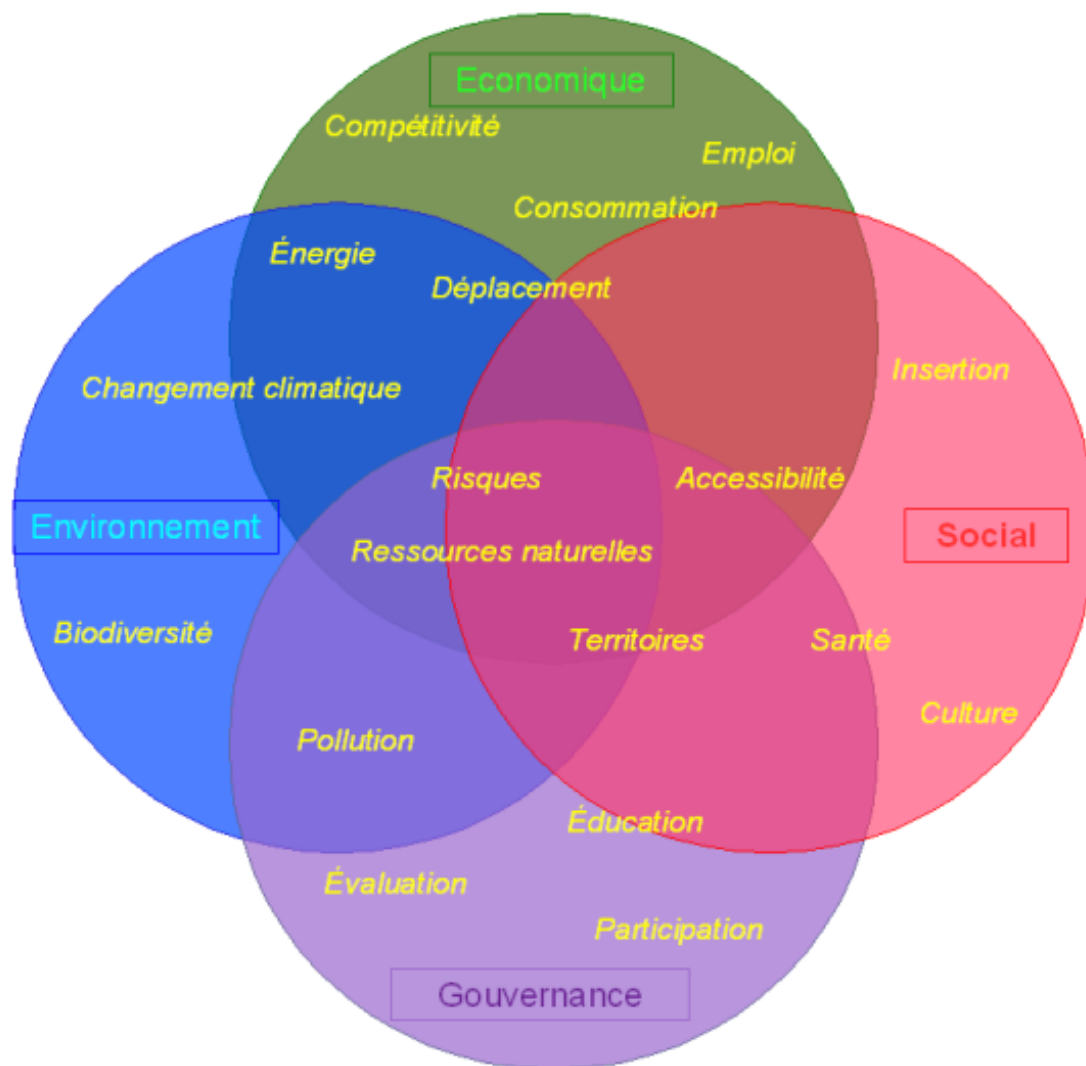 Economique
Compétitivité
Emploi
Consommation
Énergie
Déplacement
Insertion
Changement climatique
Risques
Accessibilité
Environnement
Social
Ressources naturelles
Biodiversité
Territoires
Santé
Culture
Pollution
Éducation
Évaluation
Participation
Gouvernance